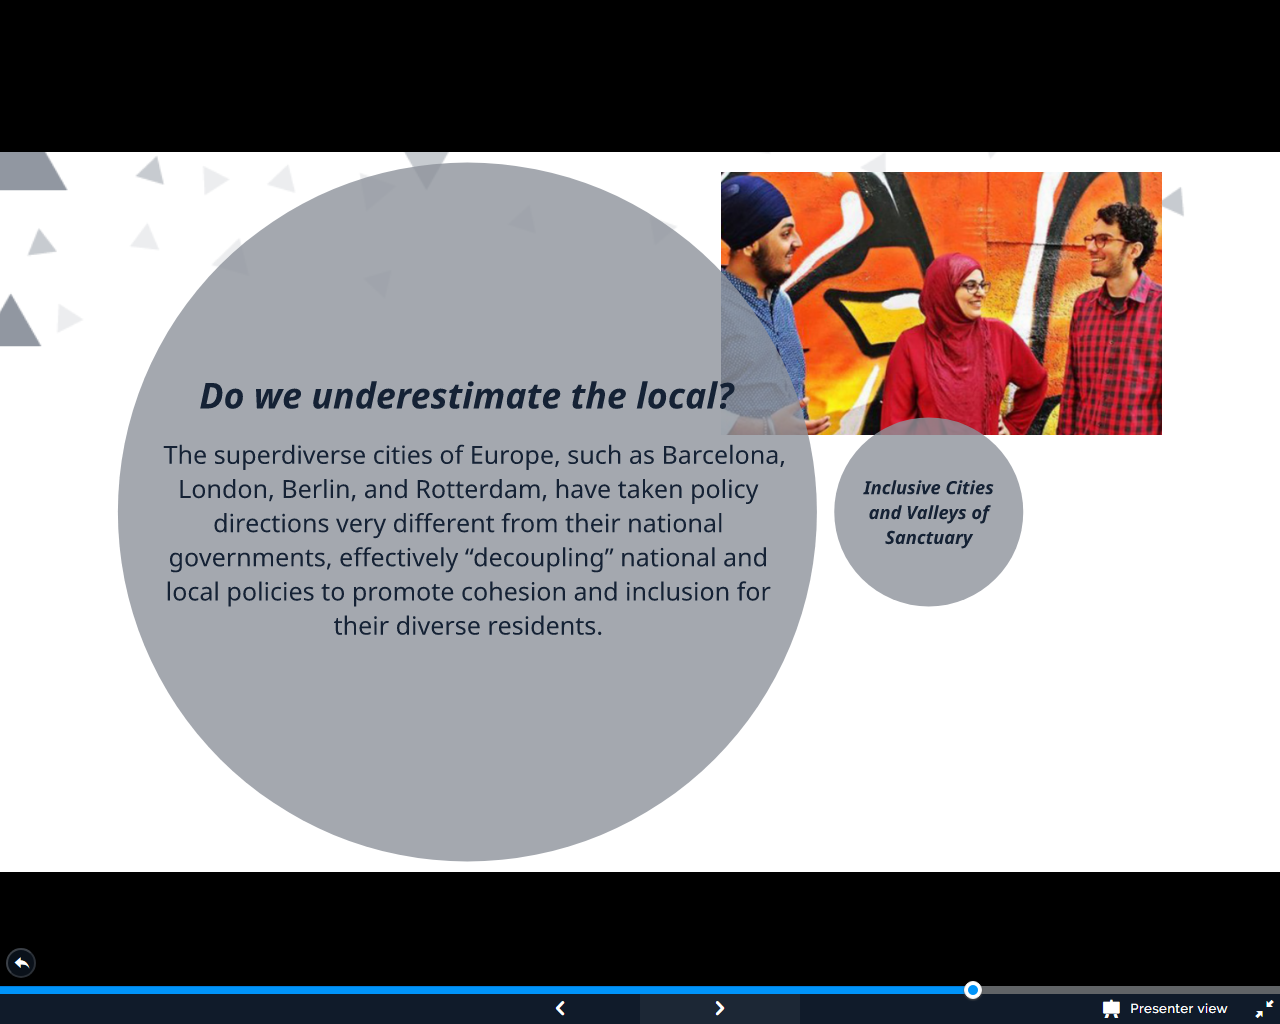 Do we underestimate the local?
The superdiverse cities of Europe, such as Barcelona,
London, Berlin, and Rotterdam, have taken policy
directions very different from their national
governments, effectively “decoupling” national and
local policies to promote cohesion and inclusion for
their diverse residents.
Inclusive Cities
and Valleys of
Sanctuary
Presenter view